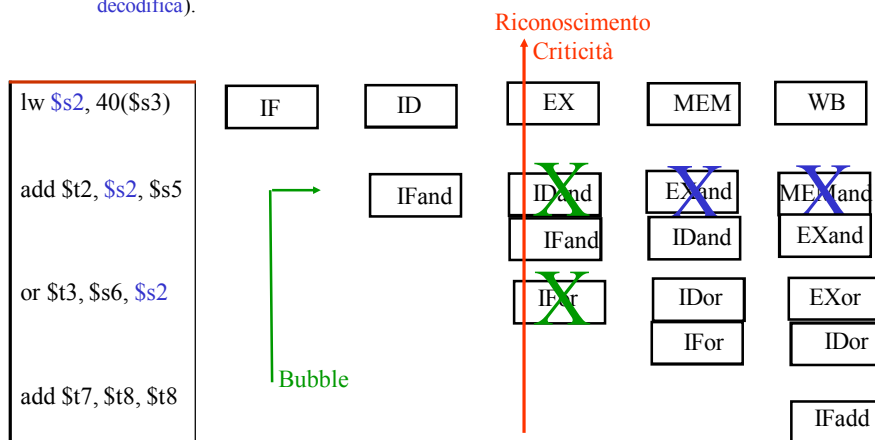 decodifica).
Riconoscimento
Criticità
lw $s2, 40($s3) IF ID EX MEM WB
add $t2, $s2, $s5 IFand IDand EXand MEMand
IFand IDand EXand
or $t3, $s6, $s2 IFor IDor EXor
IFor IDor
Bubble
add $t7, $t8, $t8
IFadd